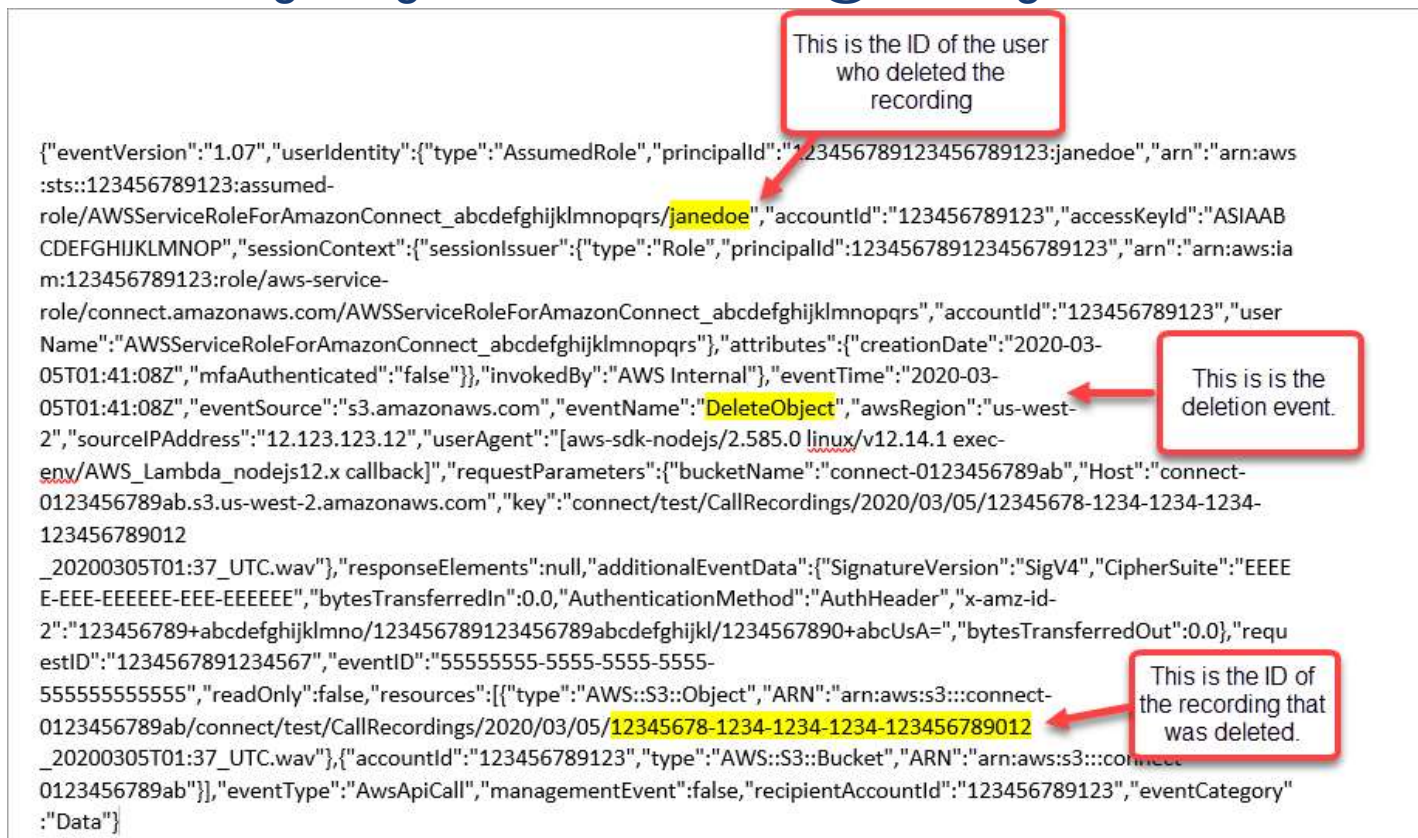 This is the ID of the user
who deleted the
recording
{"eventVersion":"1.07","userIdentity":{"type":"AssumedRole","principalId":"123456789123456789123:janedoe","arn":"arn:aws
:sts::123456789123:assumed-
role/AWSServiceRoleForAmazonConnect_abcdefghijklmnopqrs/janedoe","accountId":"123456789123","accessKeyId":"ASIAAB
CDEFGHIJKLMNOP","sessionContext":{"sessionIssuer":{"type":"Role","principalId":123456789123456789123","arn":"arn:aws:ia
m:123456789123:role/aws-service-
role/connect.amazonaws.com/AWSServiceRoleForAmazonConnect_abcdefghijklmnopqrs","accountId":"123456789123","user
Name":"AWSServiceRoleForAmazonConnect_abcdefghijklmnopqrs"},"attributes":{"creationDate":"2020-03-
05T01:41:08Z","mfaAuthenticated":"false"}},"invokedBy":"AWS Internal"},"eventTime":"2020-03-
05T01:41:08Z","eventSource":"s3.amazonaws.com","eventName":"DeleteObject","awsRegion":"us-west-
This is is the
deletion event.
2","sourceIPAddress":"12.123.123.12","userAgent":"[aws-sdk-nodejs/2.585.0 linux/v12.14.1 exec-
env/AWS_Lambda_nodejs12.x callback]","requestParameters":{"bucketName":"connect-0123456789ab","Host":"connect-
0123456789ab.s3.us-west-2.amazonaws.com","key":"connect/test/CallRecordings/2020/03/05/12345678-1234-1234-1234-
123456789012
_20200305T01:37_UTC.wav"},"responseElements":null,"additionalEventData":{"SignatureVersion":"SigV4","CipherSuite":"EEEE
E-EEE-EEEEEE-EEE-EEEEEE","bytesTransferredIn":0.0,"AuthenticationMethod":"AuthHeader","x-amz-id-
2":"123456789+abcdefghijklmno/123456789123456789abcdefghijkl/1234567890+abcUsA=","bytesTransferredOut":0.0},"requ
estID":"1234567891234567","eventID":"55555555-5555-5555-5555-
555555555555","readOnly":false,"resources":[{"type":"AWS::S3::Object","ARN":"arn:aws:s3:::connect-
0123456789ab/connect/test/CallRecordings/2020/03/05/12345678-1234-1234-1234-123456789012
This is the ID of
the recording that
was deleted.
_20200305T01:37_UTC.wav"},{"accountId":"123456789123","type":"AWS::S3::Bucket","ARN":"arn:aws:s3:::connect
0123456789ab"}],"eventType":"AwsApiCall","managementEvent":false,"recipientAccountId":"123456789123","eventCategory"
:"Data"}